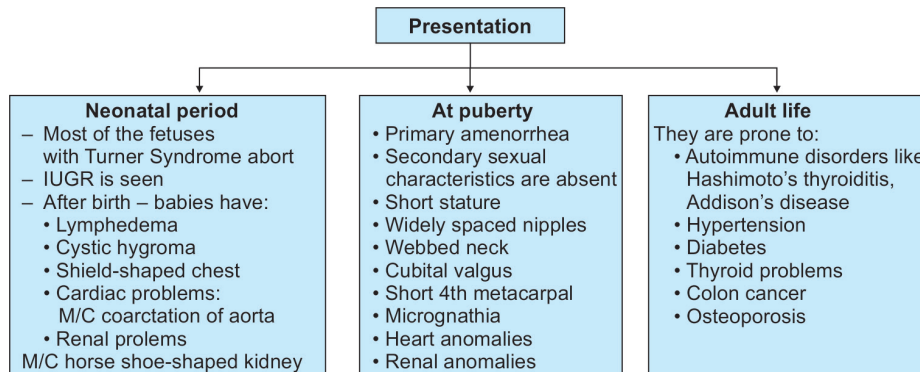 Presentation
Neonatal period
– Most of the fetuses
with Turner Syndrome abort
– IUGR is seen
– After birth – babies have:
• Lymphedema
• Cystic hygroma
• Shield-shaped chest
• Cardiac problems:
M/C coarctation of aorta
• Renal prolems
M/C horse shoe-shaped kidney
At puberty
• Primary amenorrhea
• Secondary sexual
characteristics are absent
• Short stature
• Widely spaced nipples
• Webbed neck
• Cubital valgus
• Short 4th metacarpal
• Micrognathia
• Heart anomalies
• Renal anomalies
Adult life
They are prone to:
• Autoimmune disorders like
Hashimoto's thyroiditis,
Addison's disease
• Hypertension
• Diabetes
• Thyroid problems
• Colon cancer
• Osteoporosis